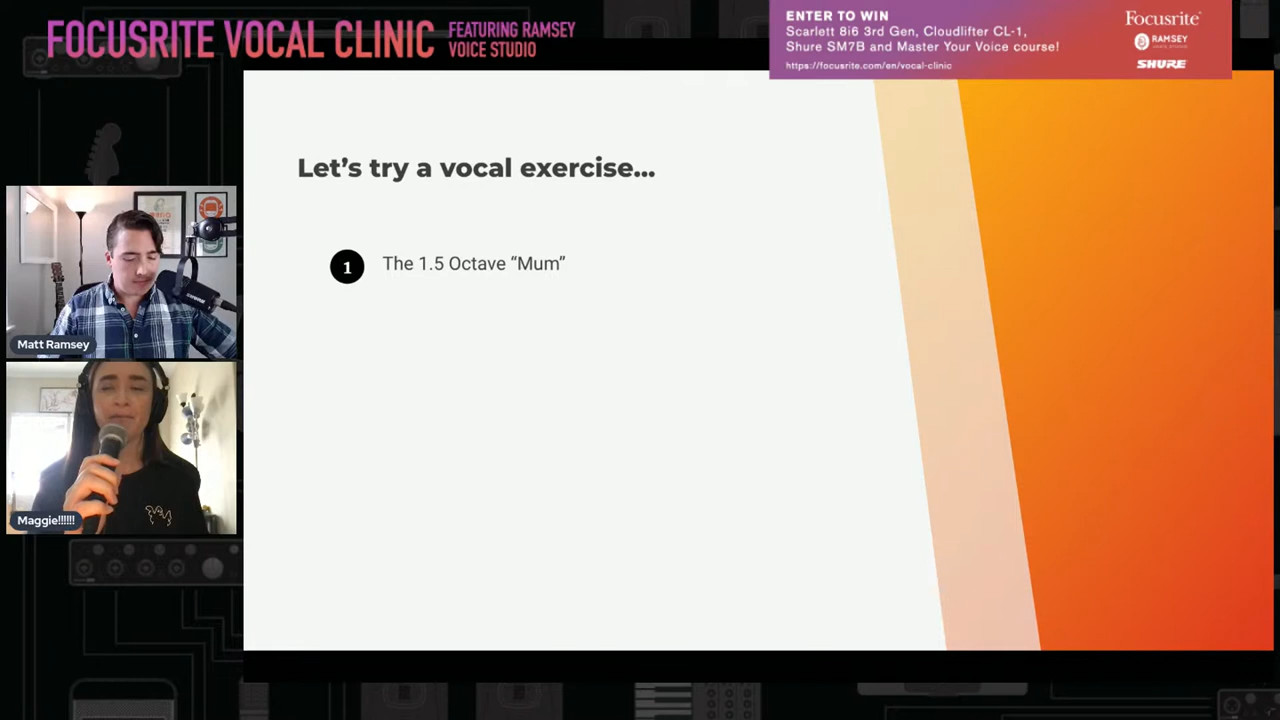 FOCUSRITE VOCAL CLINIC
FEATURING RAMSEY
VOICE STUDIO
ENTER TO WIN
Scarlett 8i6 3rd Gen, Cloudlifter CL-1,
Shure SM7B and Master Your Voice course!
https://focusrite.com/en/vocal-clinic
Focusrite
RAMSEY
VOICE STUDIO
SHURE
Let's try a vocal exercise...
1 The 1.5 Octave “Mum”
Matt Ramsey
Maggie!!!!!!